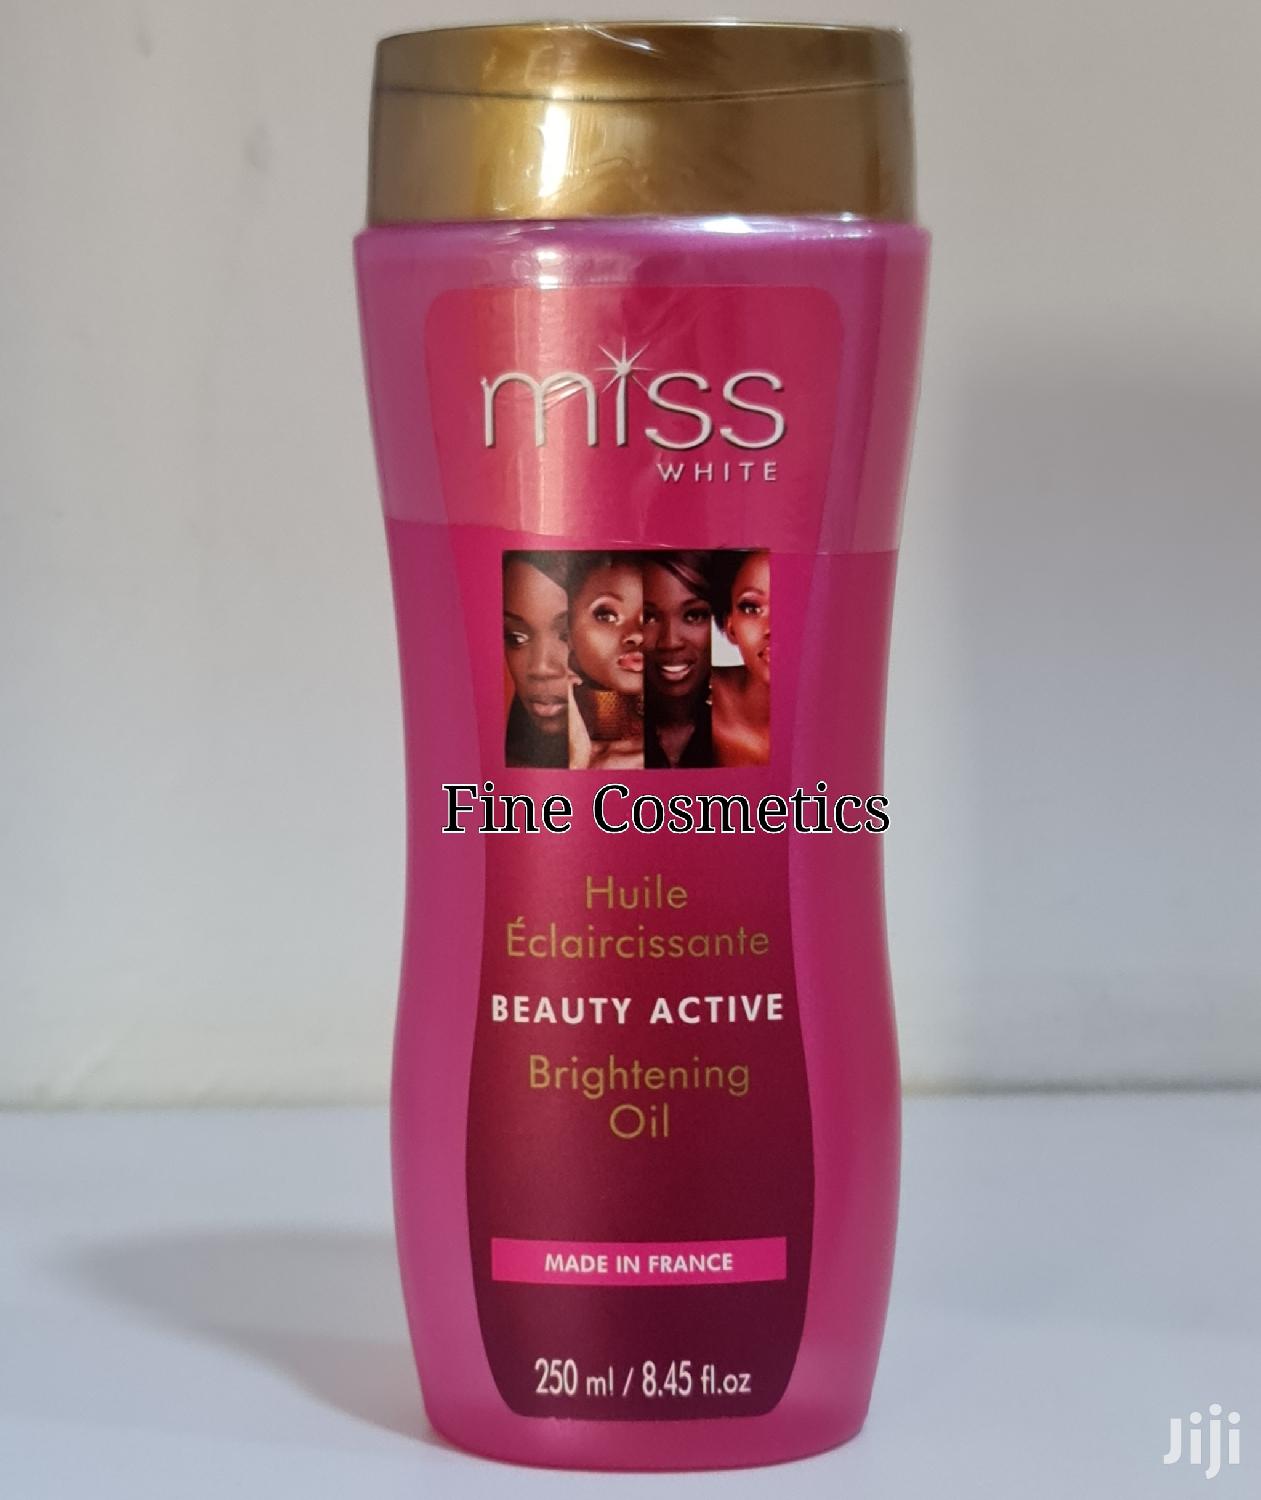 miss
WHITE
Fine Cosmetics
Huile
Éclaircissante
BEAUTY ACTIVE
Brightening
Oil
MADE IN FRANCE
250 ml / 8.45 fl.oz
Jiji